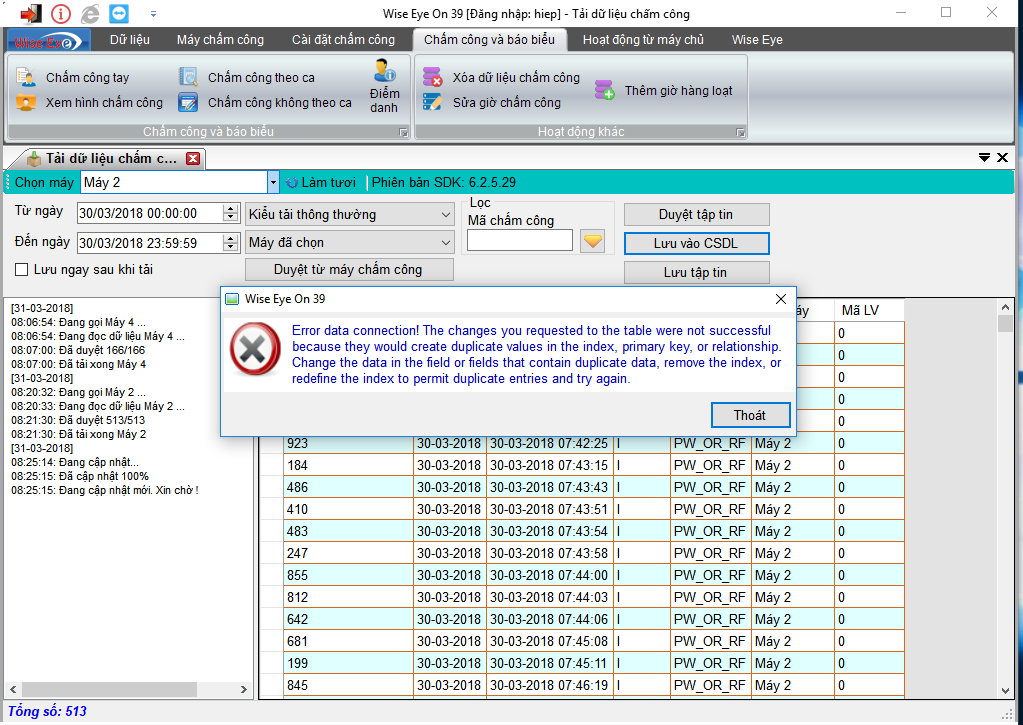 Wise Eye On 39 [Đăng nhập: hiep] - Tải dữ liệu chấm công
Wise Eye
Dữ liệu
Máy chấm công
Cài đặt chấm công
Chấm công và báo biểu
Hoạt động từ máy chủ
Wise Eye
Chấm công tay
Chấm công theo ca
Xem hình chấm công
Chấm công không theo ca
Điểm
danh
Chấm công và báo biểu
Xóa dữ liệu chấm công
Sửa giờ chấm công
Thêm giờ hàng loạt
Hoạt động khác
Tải dữ liệu chấm c...
Chọn máy
Máy 2
Làm tươi
Phiên bản SDK: 6.2.5.29
Từ ngày
30/03/2018 00:00:00
Kiểu tải thông thường
Đến ngày
30/03/2018 23:59:59
Máy đã chọn
Lưu ngay sau khi tải
Duyệt từ máy chấm công
Lọc
Mã chấm công
Duyệt tập tin
Lưu vào CSDL
Lưu tập tin
[31-03-2018]
08:06:54: Đang gọi Máy 4 ...
08:06:54: Đang đọc dữ liệu Máy 4 ...
08:07:00: Đã duyệt 166/166
08:07:00: Đã tải xong Máy 4
[31-03-2018]
08:20:32: Đang gọi Máy 2 ...
08:20:33: Đang đọc dữ liệu Máy 2 ...
08:21:30: Đã duyệt 513/513
08:21:30: Đã tải xong Máy 2
[31-03-2018]
08:25:14: Đang cập nhật...
08:25:15: Đã cập nhật 100%
08:25:15: Đang cập nhật mới. Xin chờ !
Wise Eye On 39
Error data connection! The changes you requested to the table were not successful
because they would create duplicate values in the index, primary key, or relationship.
Change the data in the field or fields that contain duplicate data, remove the index, or
redefine the index to permit duplicate entries and try again.
Thoát
áy Mã LV
0
0
0
0
0
923 30-03-2018 30-03-2018 07:42:25 I PW_OR_RF Máy 2 0
184 30-03-2018 30-03-2018 07:43:15 I PW_OR_RF Máy 2 0
486 30-03-2018 30-03-2018 07:43:43 I PW_OR_RF Máy 2 0
410 30-03-2018 30-03-2018 07:43:51 I PW_OR_RF Máy 2 0
483 30-03-2018 30-03-2018 07:43:54 I PW_OR_RF Máy 2 0
247 30-03-2018 30-03-2018 07:43:58 I PW_OR_RF Máy 2 0
855 30-03-2018 30-03-2018 07:44:00 I PW_OR_RF Máy 2 0
812 30-03-2018 30-03-2018 07:44:03 I PW_OR_RF Máy 2 0
642 30-03-2018 30-03-2018 07:44:06 I PW_OR_RF Máy 2 0
681 30-03-2018 30-03-2018 07:45:08 I PW_OR_RF Máy 2 0
199 30-03-2018 30-03-2018 07:45:11 I PW_OR_RF Máy 2 0
845 30-03-2018 30-03-2018 07:46:19 I PW_OR_RF Máy 2 0
Tổng số: 513